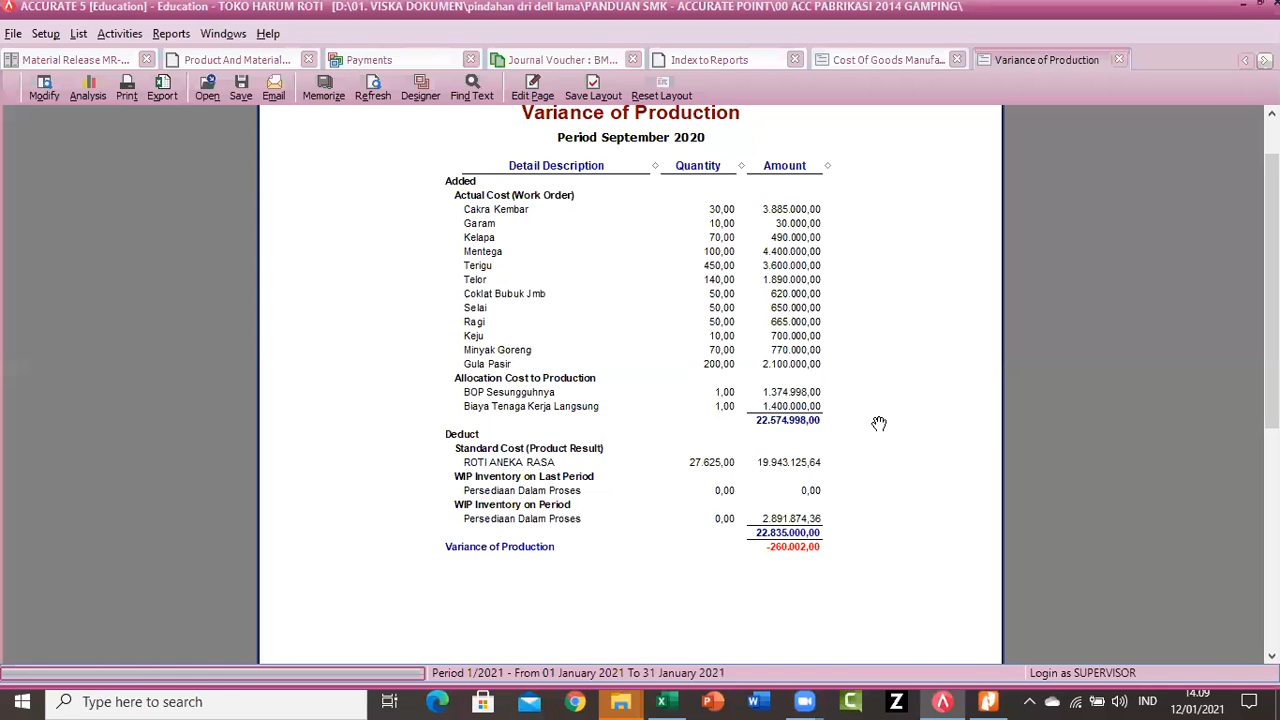 ACCURATE 5 [Education] - Education - TOKO HARUM ROTI [D:\01. VISKA DOKUMEN\pindahan dri dell lama\PANDUAN SMK - ACCURATE POINT\00 ACC PABRIKASI 2014 GAMPING\
File Setup List Activities Reports Windows Help
Material Release MR-... Product And Material... Payments Journal Voucher : BM... Index to Reports Cost Of Goods Manufa... Variance of Production
Modify Analysis Print Export Open Save Email Memorize Refresh Designer Find Text Edit Page Save Layout Reset Layout
Variance of Production
Period September 2020
Detail Description Quantity Amount
Added
Actual Cost (Work Order)
Cakra Kembar 30,00 3.885.000,00
Garam 10,00 30.000,00
Kelapa 70,00 490.000,00
Mentega 100,00 4.400.000,00
Terigu 450,00 3.600.000,00
Telor 140,00 1.890.000,00
Coklat Bubuk Jmb 50,00 620.000,00
Selai 50,00 650.000,00
Ragi 50,00 665.000,00
Keju 10,00 700.000,00
Minyak Goreng 70,00 770.000,00
Gula Pasir 200,00 2.100.000,00
Allocation Cost to Production
BOP Sesungguhnya 1,00 1.374.998,00
Biaya Tenaga Kerja Langsung 1,00 1.400.000,00
22.574.998,00
Deduct
Standard Cost (Product Result)
ROTI ANEKA RASA 27.625,00 19.943.125,64
WIP Inventory on Last Period
Persediaan Dalam Proses 0,00 0,00
WIP Inventory on Period
Persediaan Dalam Proses 0,00 2.891.874,36
22.835.000,00
Variance of Production -260.002,00
Period 1/2021 - From 01 January 2021 To 31 January 2021 Login as SUPERVISOR
Type here to search IND 14.09
12/01/2021